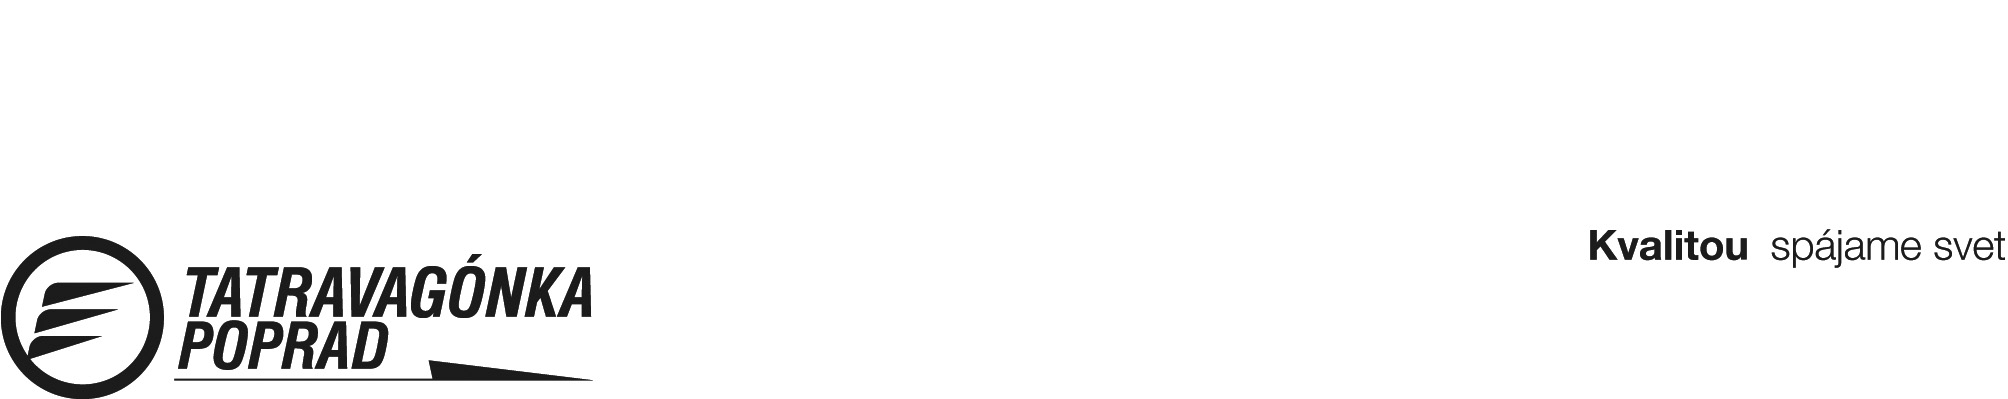 Kvalitou spájame svet
TATRAVAGÓNKA
POPRAD